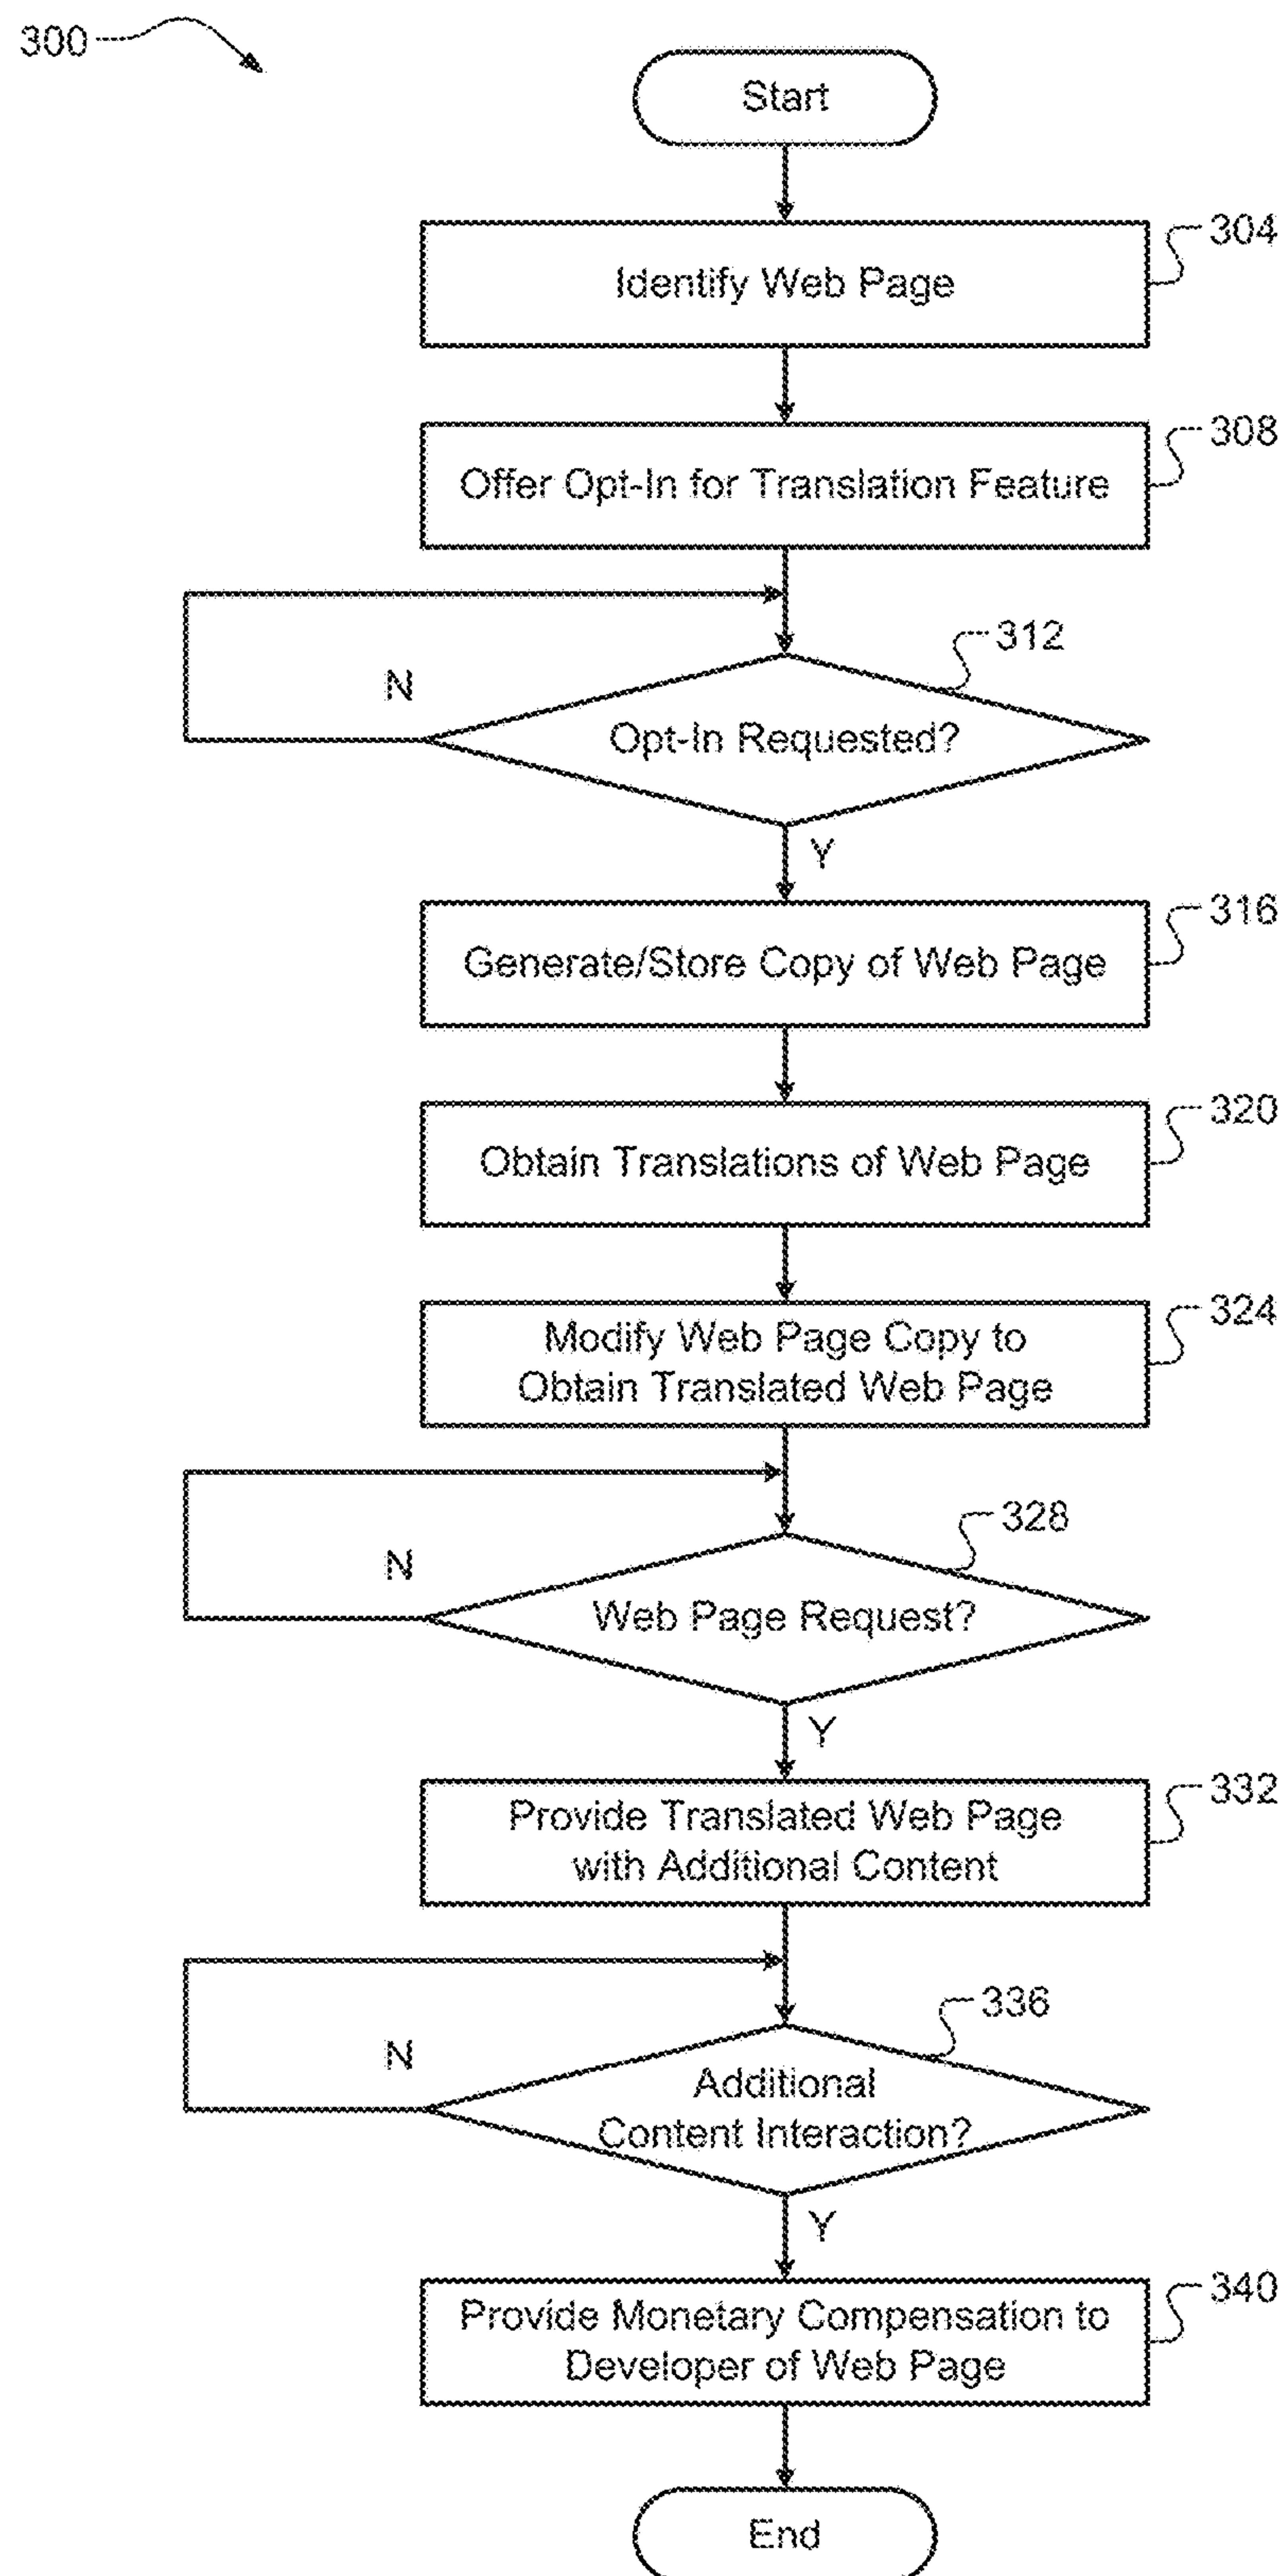 300
Start
304
Identify Web Page
308
Offer Opt-In for Translation Feature
312
N
Opt-In Requested?
Y
316
Generate/Store Copy of Web Page
320
Obtain Translations of Web Page
324
Modify Web Page Copy to
Obtain Translated Web Page
328
N
Web Page Request?
Y
332
Provide Translated Web Page
with Additional Content
336
N
Additional
Content Interaction?
Y
340
Provide Monetary Compensation to
Developer of Web Page
End